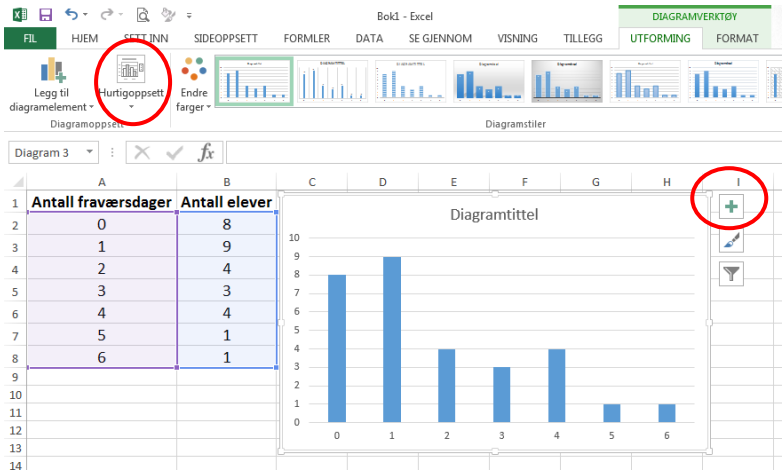 Bok1 - Excel
DIAGRAMVERKTØY
FIL HJEM SETT INN SIDEOPPSETT FORMLER DATA SE GJENNOM VISNING TILLEGG UTFORMING FORMAT
Legg til diagramelement
Hurtigoppsett
Endre farger
Diagramoppsett
Diagramstiler
Diagram 3
fx
A B C D E F G H I
1 Antall fraværsdager Antall elever
2 0 8
3 1 9
4 2 4
5 3 3
6 4 4
7 5 1
8 6 1
9
10
11
12
13
14
Diagramtittel
10
9
8
7
6
5
4
3
2
1
0
0 1 2 3 4 5 6